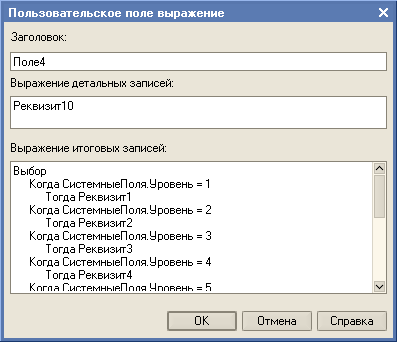 Пользовательское поле выражение
Заголовок:
Поле4
Выражение детальных записей:
Реквизит10
Выражение итоговых записей:
Выбор
Когда СистемныеПоля.Уровень = 1
Тогда Реквизит1
Когда СистемныеПоля.Уровень = 2
Тогда Реквизит2
Когда СистемныеПоля.Уровень = 3
Тогда Реквизит3
Когда СистемныеПоля.Уровень = 4
Тогда Реквизит4
Когда СистемныеПоля.Уровень = 5
OK Отмена Справка